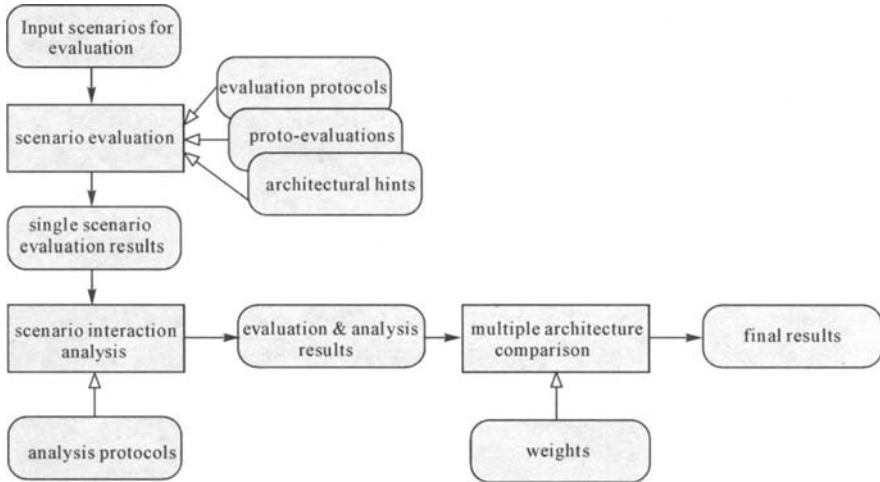 Input scenarios for
evaluation
evaluation protocols
scenario evaluation
proto-evaluations
architectural hints
single scenario
evaluation results
scenario interaction
analysis
evaluation & analysis
results
multiple architecture
comparison
final results
analysis protocols
weights